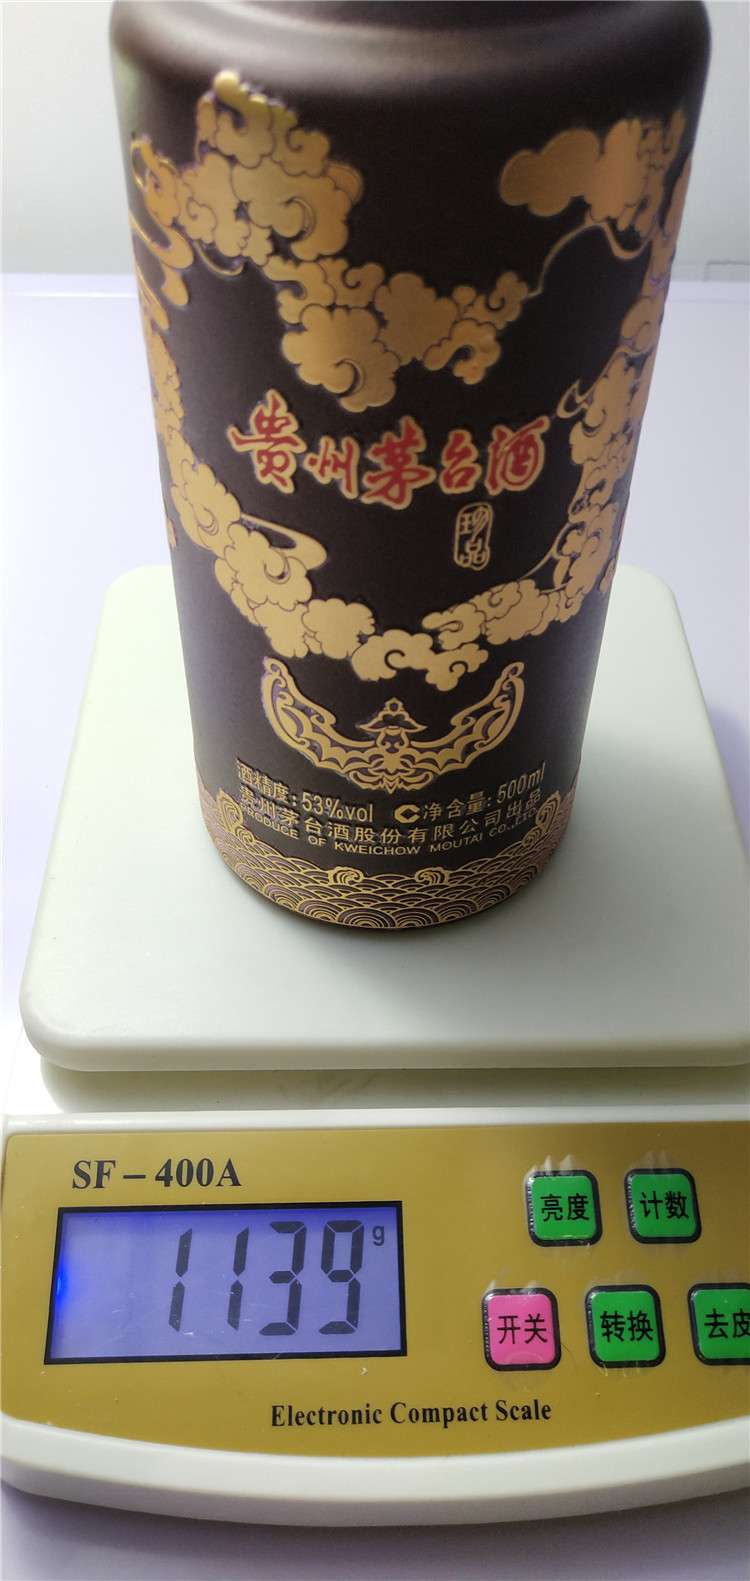 贵州茅台酒
珍品
酒精度:53%vol
净含量:500ml
贵州茅台酒股份有限公司出品
PRODUCE OF KWEICHOW MOUTAI CO.,LTD.
SF-400A
1139 g
亮度
计数
开关
转换
去皮
Electronic Compact Scale